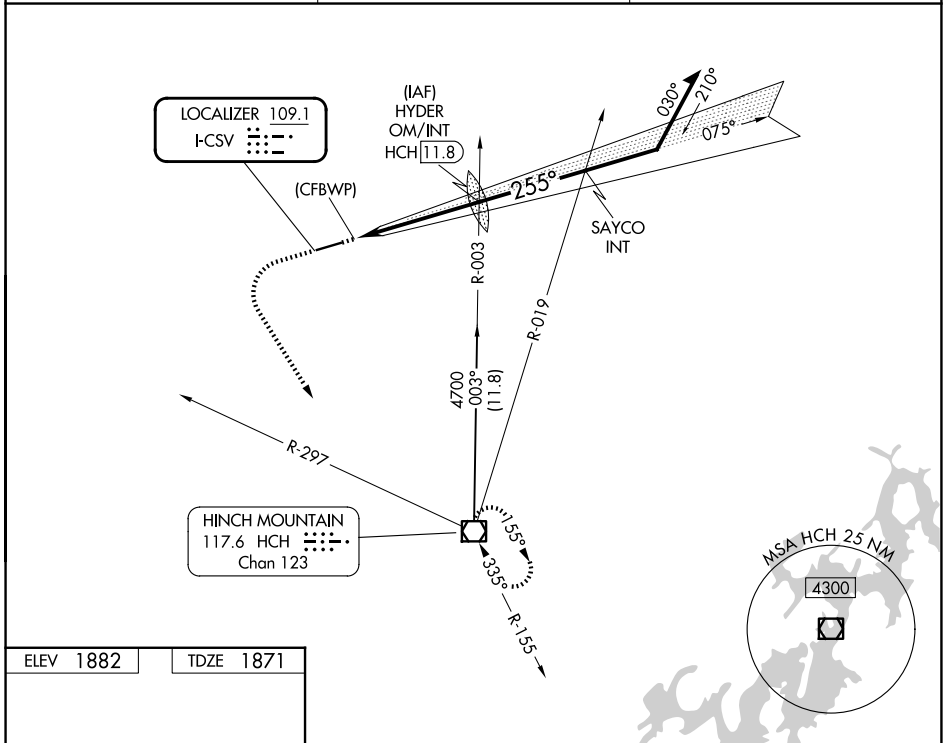 LOCALIZER 109.1
I-CSV
(IAF)
HYDER
OM/INT
HCH 11.8
(CFBWP)
030°
210°
075°
255°
SAYCO
INT
R-003
R-019
4700
003°
(11.8)
R-297
HINCH MOUNTAIN
117.6 HCH
Chan 123
155°
335°
R-155
MSA HCH 25 NM
4300
ELEV 1882
TDZE 1871